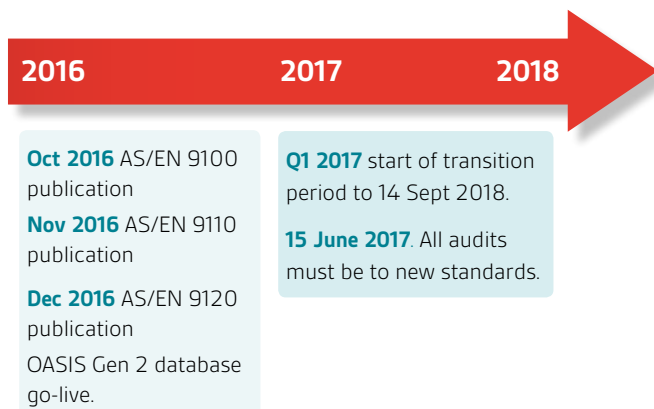 2016 2017 2018
Oct 2016 AS/EN 9100
publication
Nov 2016 AS/EN 9110
publication
Dec 2016 AS/EN 9120
publication
OASIS Gen 2 database
go-live.
Q1 2017 start of transition
period to 14 Sept 2018.
15 June 2017. All audits
must be to new standards.